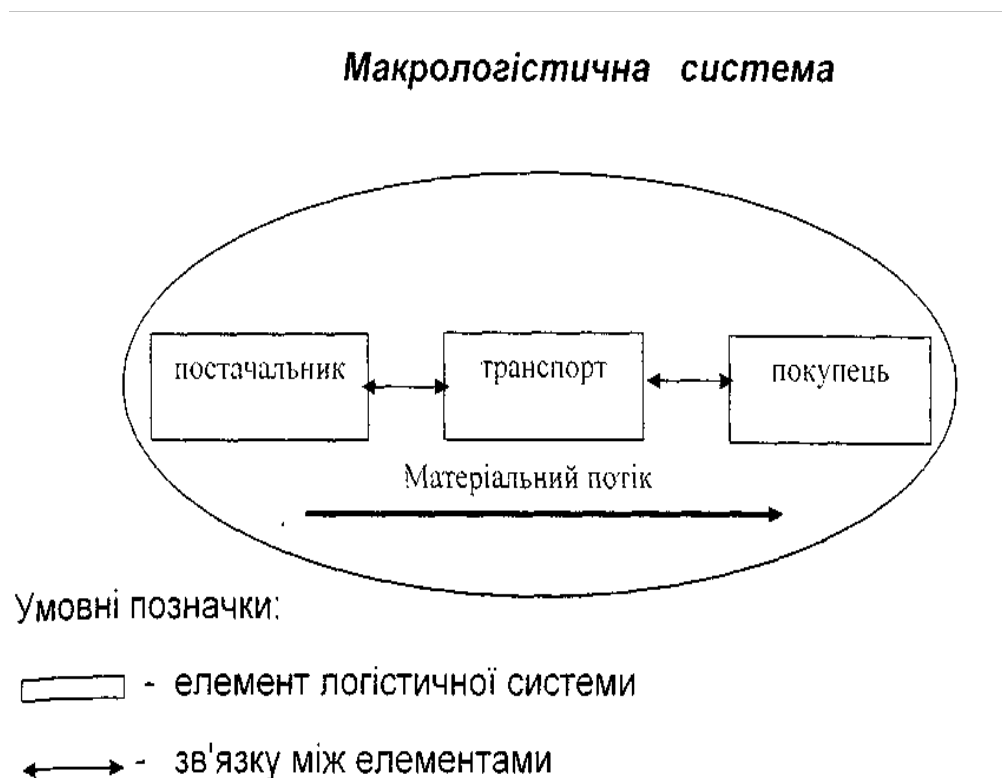 Макрологістична система
постачальник транспорт покупець
Матеріальний потік
Умовні позначки:
- елемент логістичної системи
- зв'язку між елементами